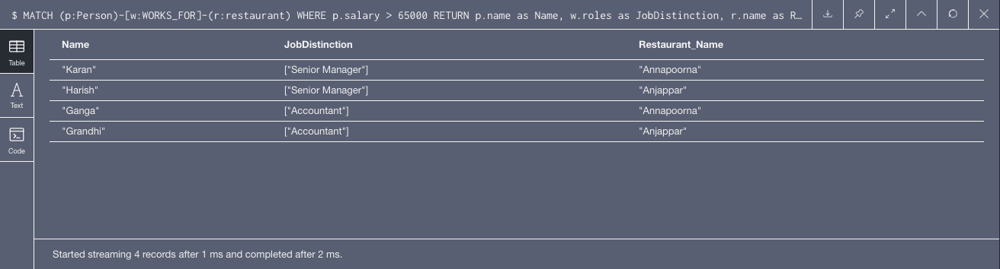 $ MATCH (p:Person)-[w:WORKS_FOR]-(r:restaurant) WHERE p.salary > 65000 RETURN p.name as Name, w.roles as JobDistinction, r.name as R…
Table
Text
Code
Name JobDistinction Restaurant_Name
"Karan" ["Senior Manager"] "Annapoorna"
"Harish" ["Senior Manager"] "Anjappar"
"Ganga" ["Accountant"] "Annapoorna"
"Grandhi" ["Accountant"] "Anjappar"
Started streaming 4 records after 1 ms and completed after 2 ms.